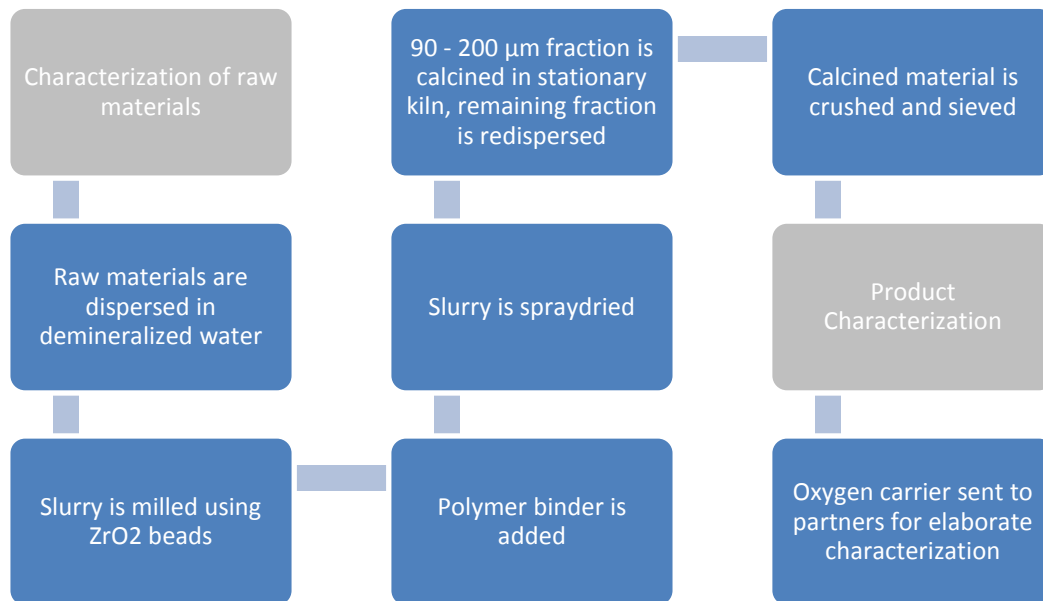 Characterization of raw
materials
Raw materials are
dispersed in
demineralized water
Slurry is milled using
ZrO2 beads
Polymer binder is
added
Slurry is spraydried
90 - 200 µm fraction is
calcined in stationary
kiln, remaining fraction
is redispersed
Calcined material is
crushed and sieved
Product
Characterization
Oxygen carrier sent to
partners for elaborate
characterization